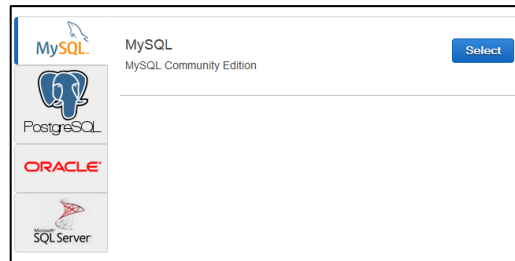 MySQL
MySQL
MySQL Community Edition
Select
PostgreSQL
ORACLE
Microsoft
SQL Server